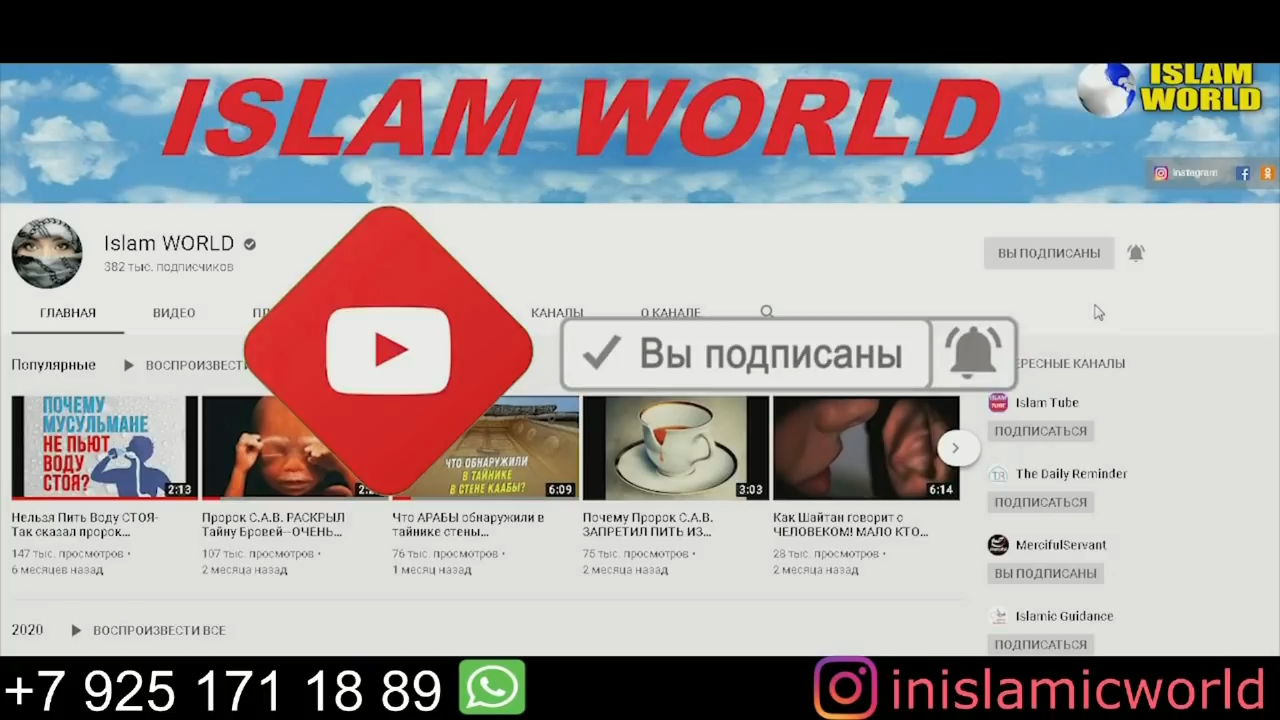 ISLAM WORLD
ISLAM
WORLD
Instagram
Islam WORLD
382 тыс. подписчиков
ВЫ ПОДПИСАНЫ
ГЛАВНАЯ
ВИДЕО
КАНАЛЫ
О КАНАЛЕ
Вы подписаны
Популярные
ВОСПРОИЗВЕСТИ
ЕРЕСНЫЕ КАНАЛЫ
ПОЧЕМУ
МУСУЛЬМАНЕ
НЕ ПЬЮТ
ВОДУ
СТОЯ?
2:13
ЧТО ОБНАРУЖИЛИ
В ТАЙНИКЕ
В СТЕНЕ КААБЫ?
6:09
3:03
6:14
Нельзя Пить Воду СТОЯ-
Так сказал пророк...
147 тыс. просмотров •
6 месяцев назад
Пророк С.А.В. РАСКРЫЛ
Тайну Бровей--ОЧЕНЬ...
107 тыс. просмотров •
2 месяца назад
Что АРАБЫ обнаружили в
тайнике стены...
76 тыс. просмотров •
1 месяц назад
Почему Пророк С.А.В.
ЗАПРЕТИЛ ПИТЬ ИЗ...
75 тыс. просмотров •
2 месяца назад
Как Шайтан говорит с
ЧЕЛОВЕКОМ! МАЛО КТО...
28 тыс. просмотров •
2 месяца назад
Islam Tube
ПОДПИСАТЬСЯ
The Daily Reminder
ПОДПИСАТЬСЯ
MercifulServant
ВЫ ПОДПИСАНЫ
Islamic Guidance
ПОДПИСАТЬСЯ
2020
ВОСПРОИЗВЕСТИ ВСЕ
+7 925 171 18 89
inislamicworld